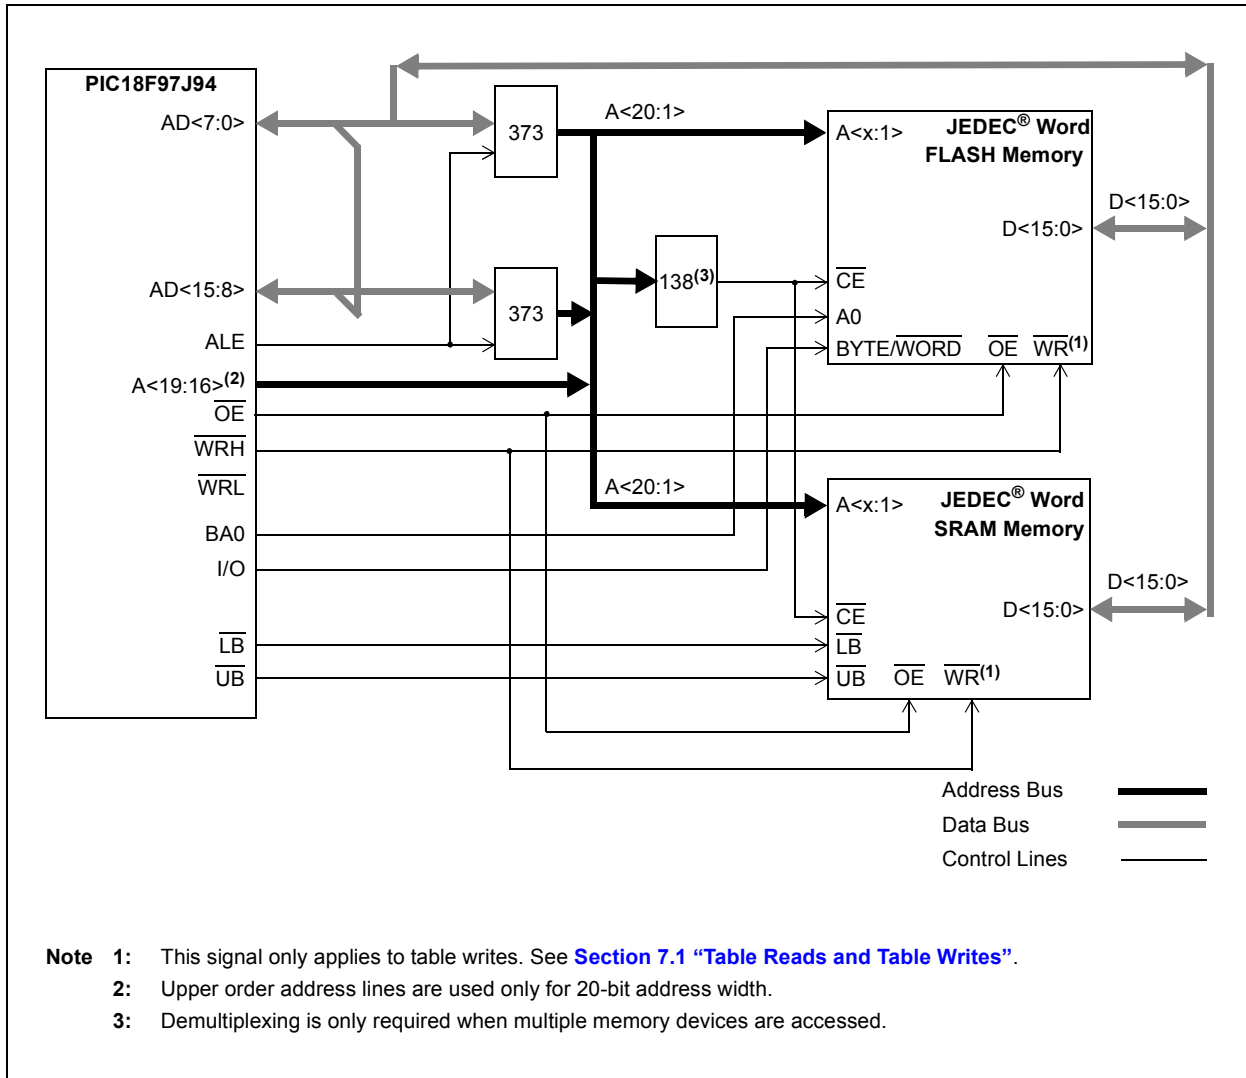 PIC18F97J94
AD<7:0>
373
A<20:1>
A<x:1>
JEDEC® Word
FLASH Memory
D<15:0>
D<15:0>
AD<15:8>
373
138(3)
CE
A0
BYTE/WORD OE WR(1)
ALE
A<19:16>(2)
OE
WRH
WRL
BA0
I/O
LB
UB
A<20:1>
A<x:1>
JEDEC® Word
SRAM Memory
D<15:0>
D<15:0>
CE
LB
UB OE WR(1)
Address Bus
Data Bus
Control Lines
Note 1: This signal only applies to table writes. See Section 7.1 “Table Reads and Table Writes”.
2: Upper order address lines are used only for 20-bit address width.
3: Demultiplexing is only required when multiple memory devices are accessed.